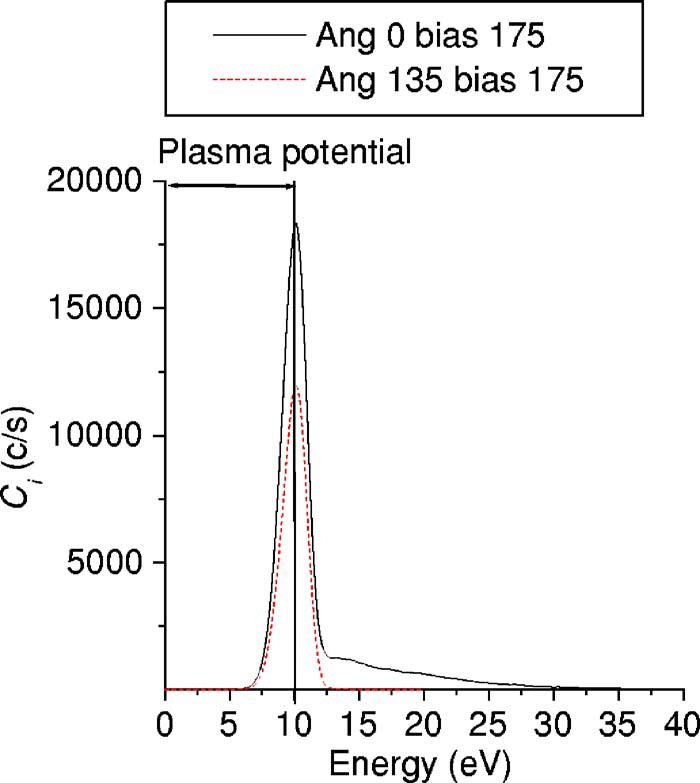 Ang 0 bias 175
Ang 135 bias 175
Plasma potential
20000
15000
10000
5000
C_i (c/s)
0 5 10 15 20 25 30 35 40
Energy (eV)